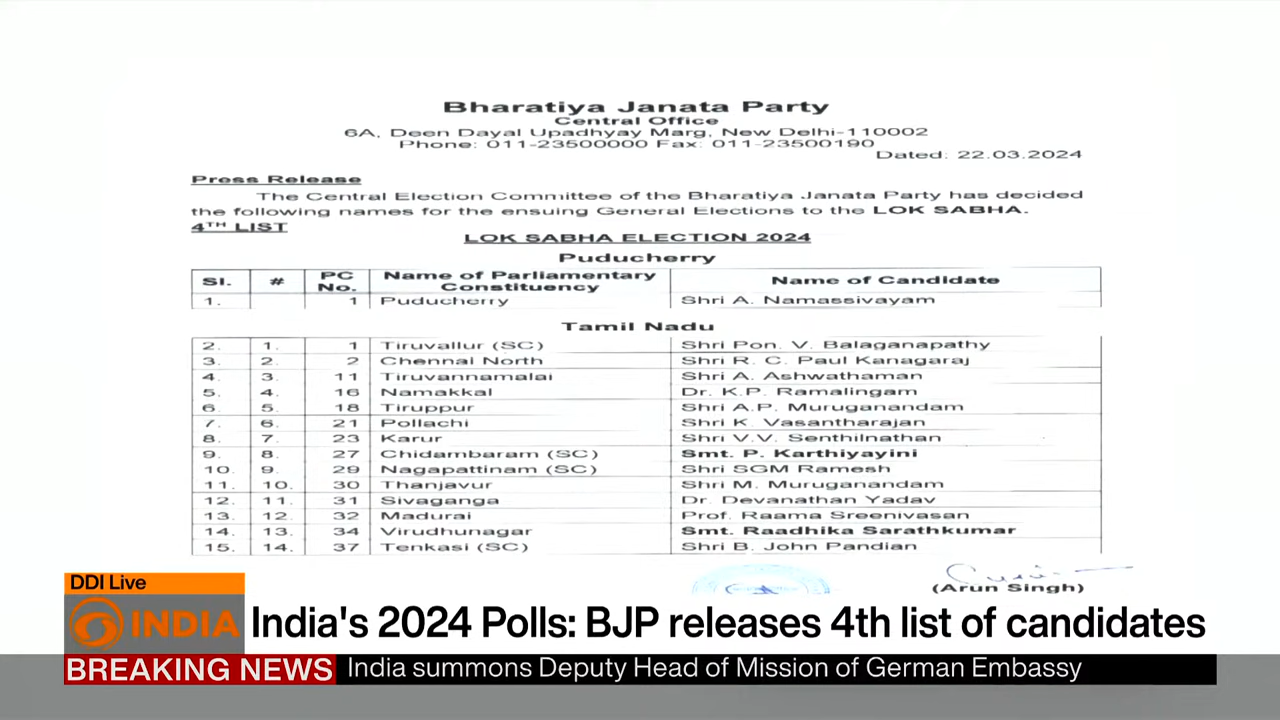 Bharatiya Janata Party
Central Office
6A, Deen Dayal Upadhyay Marg, New Delhi-110002
Phone: 011-23500000 Fax: 011-23500190
Dated: 22.03.2024
Press Release
The Central Election Committee of the Bharatiya Janata Party has decided
the following names for the ensuing General Elections to the LOK SABHA.
4TH LIST
LOK SABHA ELECTION 2024
Puducherry
Sl. # PC No. Name of Parliamentary Constituency Name of Candidate
1. 1 Puducherry Shri A. Namassivayam
Tamil Nadu
2. 1. 1 Tiruvallur (SC) Shri Pon. V. Balaganapathy
3. 2. 2 Chennai North Shri R. C. Paul Kanagaraj
4. 3. 11 Tiruvannamalai Shri A. Ashwathaman
5. 4. 16 Namakkal Dr. K.P. Ramalingam
6. 5. 18 Tiruppur Shri A.P. Muruganandam
7. 6. 21 Pollachi Shri K. Vasantharajan
8. 7. 23 Karur Shri V.V. Senthilnathan
9. 8. 27 Chidambaram (SC) Smt. P. Karthiyayini
10. 9. 29 Nagapattinam (SC) Shri SGM Ramesh
11. 10. 30 Thanjavur Shri M. Muruganandam
12. 11. 31 Sivaganga Dr. Devanathan Yadav
13. 12. 32 Madurai Prof. Raama Sreenivasan
14. 13. 34 Virudhunagar Smt. Raadhika Sarathkumar
15. 14. 37 Tenkasi (SC) Shri B. John Pandian
(Arun Singh)
DDI Live
INDIA
India's 2024 Polls: BJP releases 4th list of candidates
BREAKING NEWS
India summons Deputy Head of Mission of German Embassy